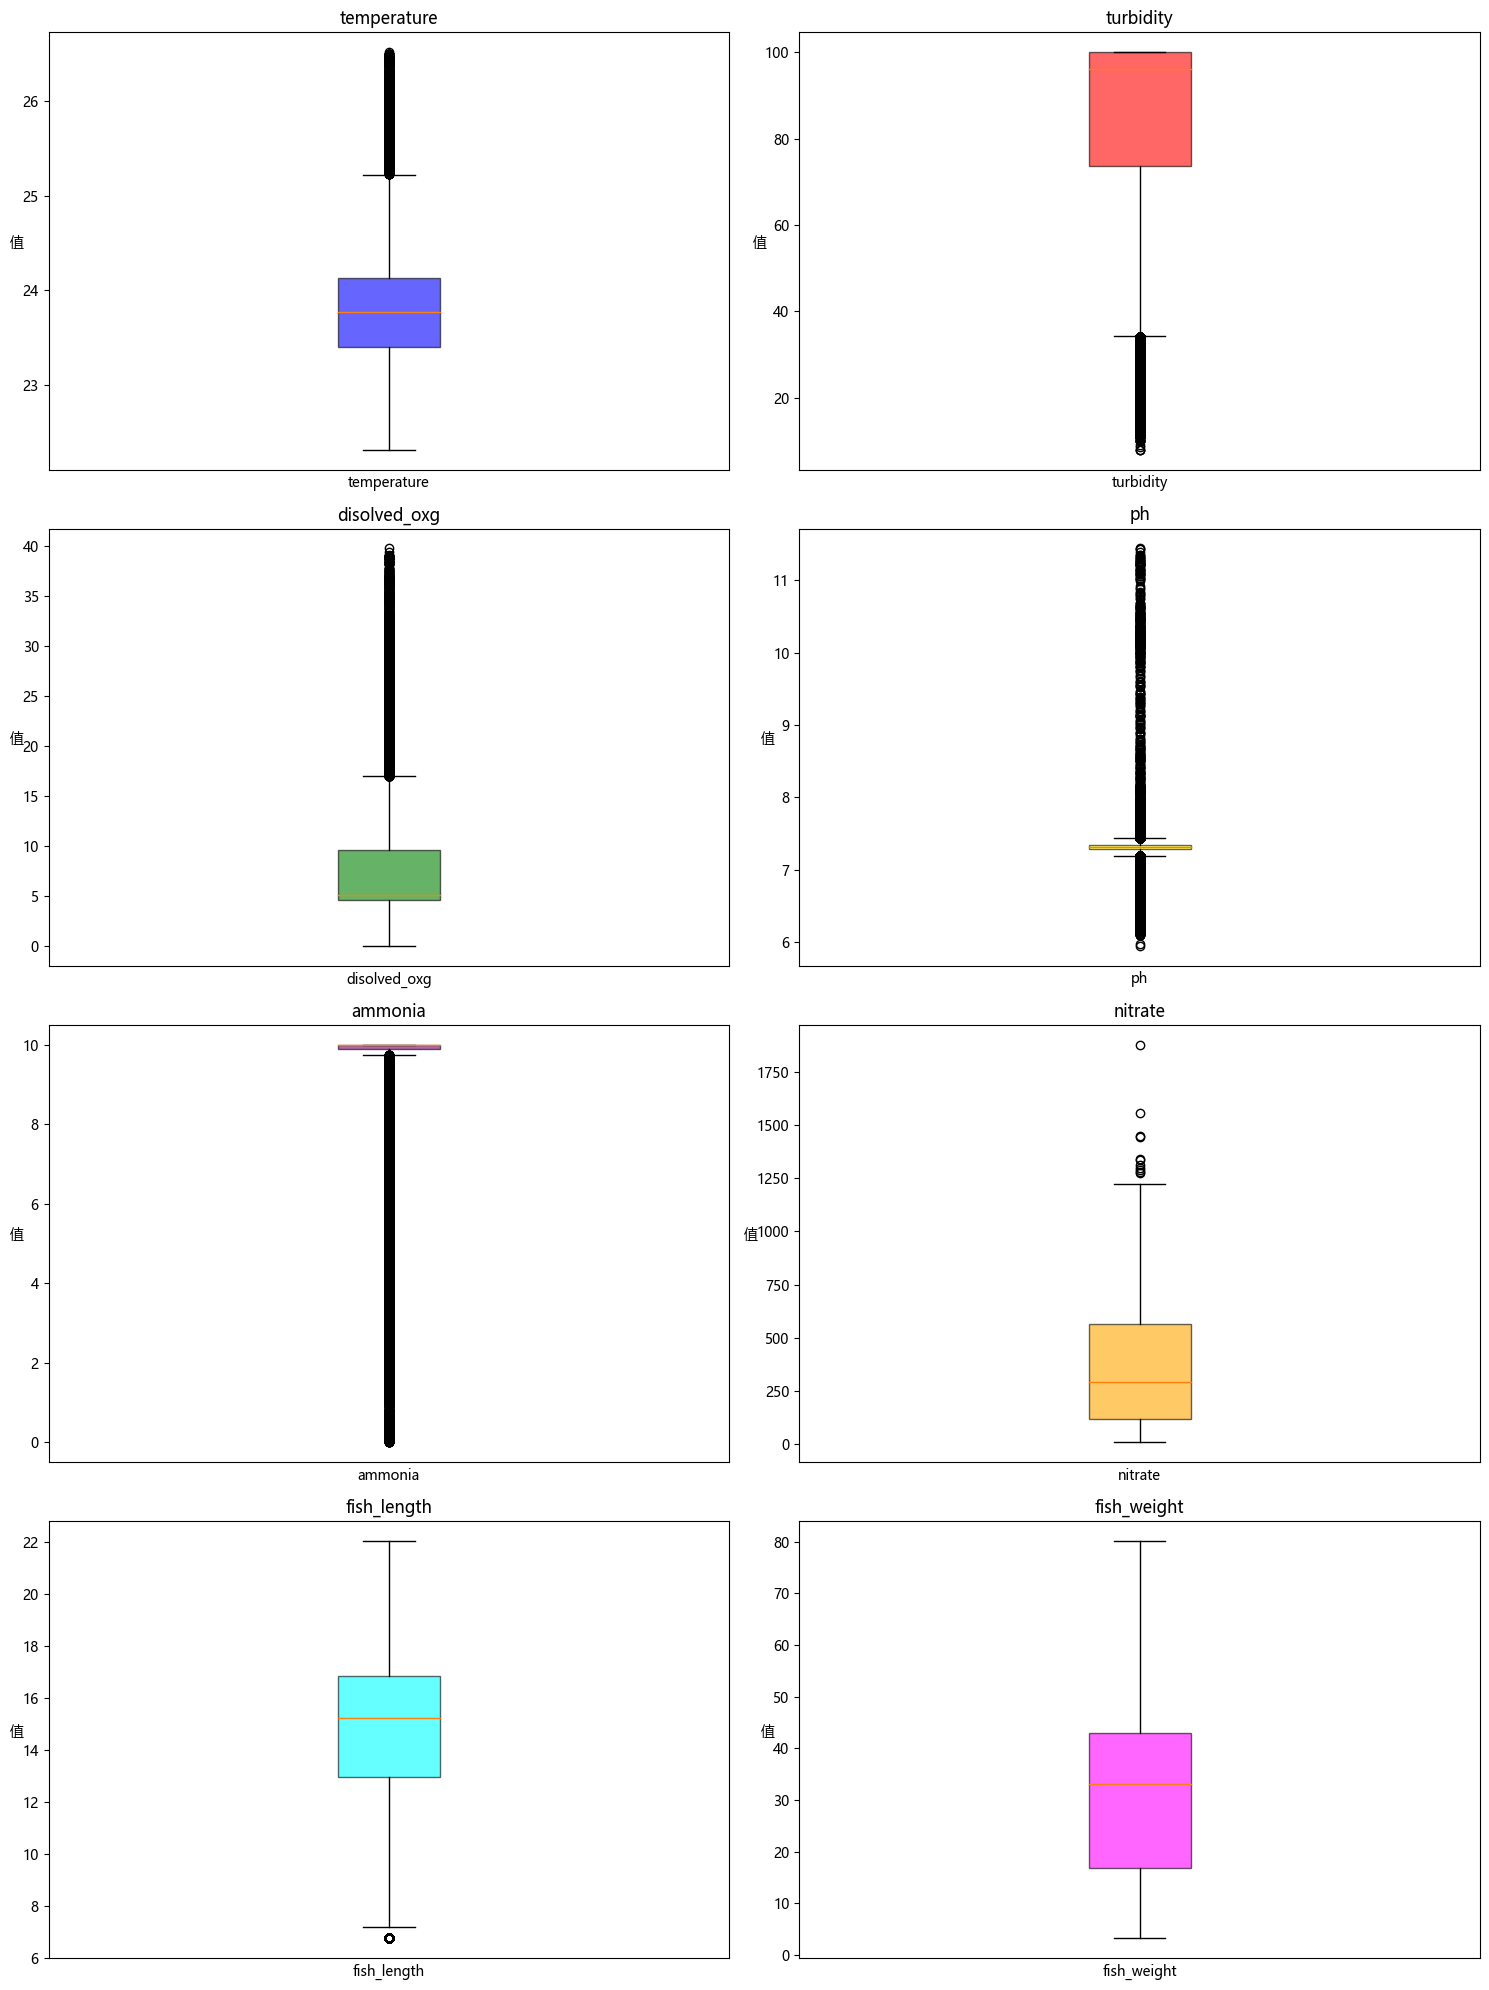 temperature
26
25
24
23
值
temperature
turbidity
100
80
60
40
20
值
turbidity
disolved_oxg
40
35
30
25
20
15
10
5
0
值
disolved_oxg
ph
11
10
9
8
7
6
值
ph
ammonia
10
8
6
4
2
0
值
ammonia
nitrate
1750
1500
1250
1000
750
500
250
0
值
nitrate
fish_length
22
20
18
16
14
12
10
8
6
值
fish_length
fish_weight
80
70
60
50
40
30
20
10
0
值
fish_weight